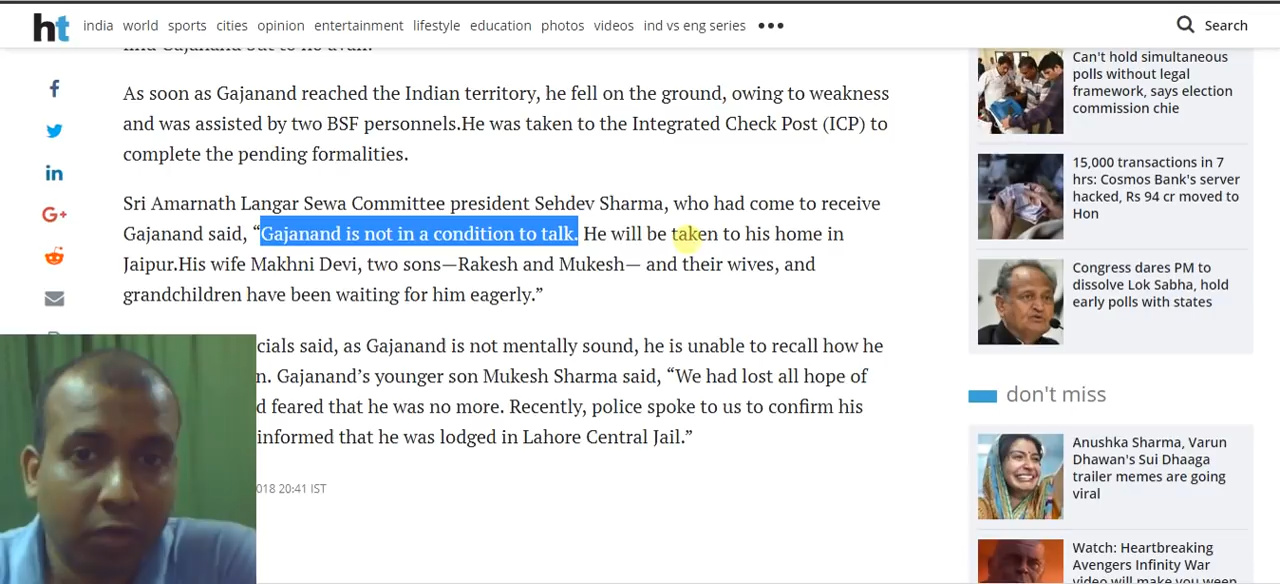 ht india world sports cities opinion entertainment lifestyle education photos videos ind vs eng series ••• Search
As soon as Gajanand reached the Indian territory, he fell on the ground, owing to weakness
and was assisted by two BSF personnels.He was taken to the Integrated Check Post (ICP) to
complete the pending formalities.
Sri Amarnath Langar Sewa Committee president Sehdev Sharma, who had come to receive
Gajanand said, “Gajanand is not in a condition to talk. He will be taken to his home in
Jaipur.His wife Makhni Devi, two sons—Rakesh and Mukesh— and their wives, and
grandchildren have been waiting for him eagerly.”
cials said, as Gajanand is not mentally sound, he is unable to recall how he
n. Gajanand’s younger son Mukesh Sharma said, “We had lost all hope of
d feared that he was no more. Recently, police spoke to us to confirm his
informed that he was lodged in Lahore Central Jail.”
018 20:41 IST
f
in
G+
Can't hold simultaneous
polls without legal
framework, says election
commission chie
15,000 transactions in 7
hrs: Cosmos Bank's server
hacked, Rs 94 cr moved to
Hon
Congress dares PM to
dissolve Lok Sabha, hold
early polls with states
don't miss
Anushka Sharma, Varun
Dhawan's Sui Dhaaga
trailer memes are going
viral
Watch: Heartbreaking
Avengers Infinity War
video will make you ween